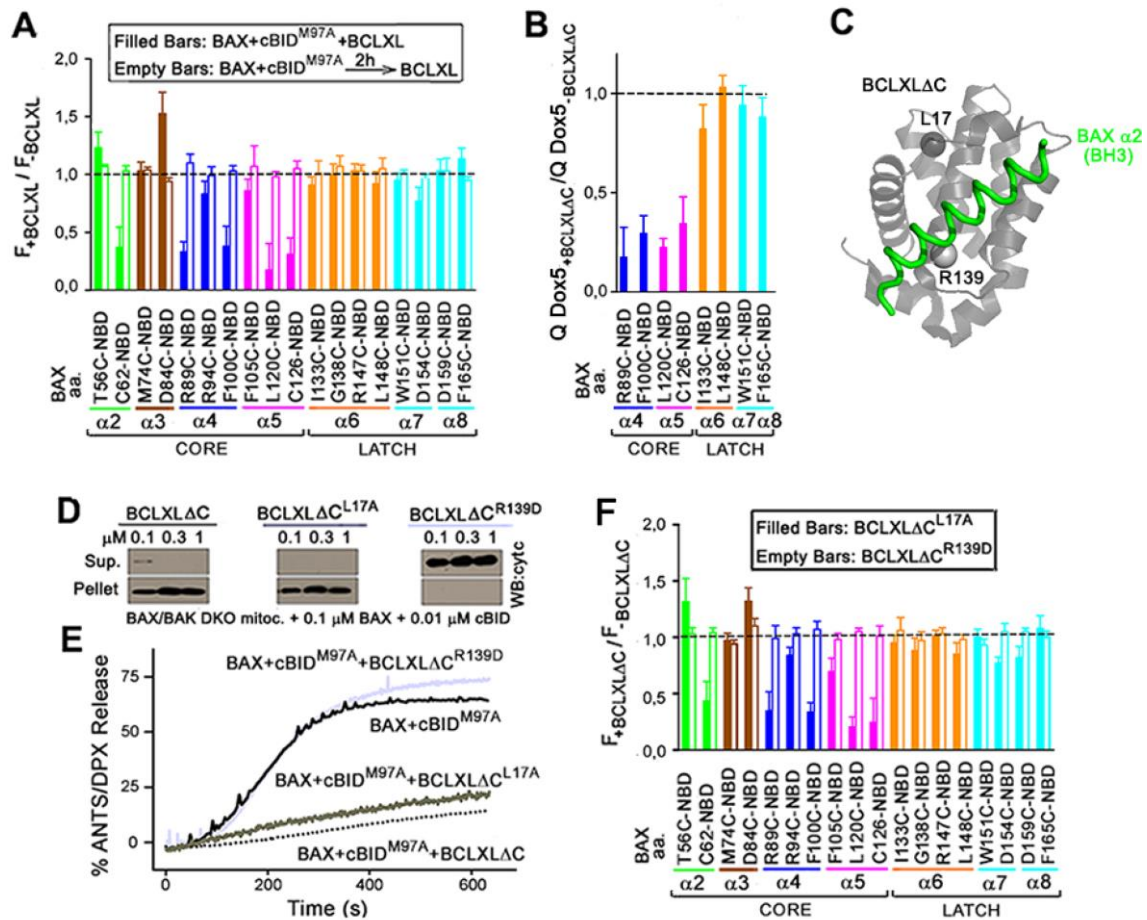 A
Filled Bars: BAX+cBID^M97A+BCLXL
Empty Bars: BAX+cBID^M97A 2h → BCLXL
F+BCLXL / F-BCLXL
2,0
1,5
1,0
0,5
0,0
BAX aa.
T56C-NBD
C62-NBD
M74C-NBD
D84C-NBD
R89C-NBD
R94C-NBD
F100C-NBD
F105C-NBD
L120C-NBD
C126-NBD
I133C-NBD
G138C-NBD
R147C-NBD
L148C-NBD
W151C-NBD
D154C-NBD
D159C-NBD
F165C-NBD
α2 α3 α4 α5 α6 α7 α8
CORE LATCH
B
Q Dox5+BCLXLΔC/Q Dox5-BCLXLΔC
1,0
0,5
0,0
BAX aa.
R89C-NBD
F100C-NBD
L120C-NBD
C126-NBD
I133C-NBD
L148C-NBD
W151C-NBD
F165C-NBD
α4 α5 α6 α7 α8
CORE LATCH
C
BCLXLΔC
L17
BAX α2
(BH3)
R139
D
BCLXLΔC BCLXLΔC^L17A BCLXLΔC^R139D
μM 0.1 0.3 1 0.1 0.3 1 0.1 0.3 1
Sup.
Pellet
WB:cytc
BAX/BAK DKO mitoc. + 0.1 μM BAX + 0.01 μM cBID
E
% ANTS/DPX Release
75
50
25
0
BAX+cBID^M97A+BCLXLΔC^R139D
BAX+cBID^M97A
BAX+cBID^M97A+BCLXLΔC^L17A
BAX+cBID^M97A+BCLXLΔC
0 200 400 600
Time (s)
F
Filled Bars: BCLXLΔC^L17A
Empty Bars: BCLXLΔC^R139D
F+BCLXLΔC / F-BCLXLΔC
2,0
1,5
1,0
0,5
0,0
BAX aa.
T56C-NBD
C62-NBD
M74C-NBD
D84C-NBD
R89C-NBD
R94C-NBD
F100C-NBD
F105C-NBD
L120C-NBD
C126-NBD
I133C-NBD
G138C-NBD
R147C-NBD
L148C-NBD
W151C-NBD
D154C-NBD
D159C-NBD
F165C-NBD
α2 α3 α4 α5 α6 α7 α8
CORE LATCH